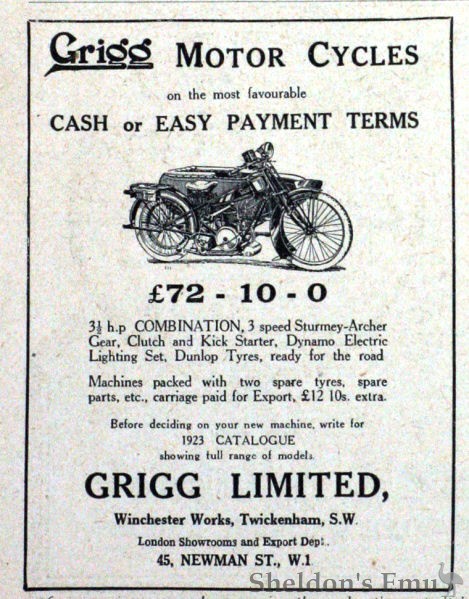 Grigg MOTOR CYCLES
on the most favourable
CASH or EASY PAYMENT TERMS
£72 - 10 - 0
3½ h.p COMBINATION, 3 speed Sturmey-Archer
Gear, Clutch and Kick Starter, Dynamo Electric
Lighting Set, Dunlop Tyres, ready for the road
Machines packed with two spare tyres, spare
parts, etc., carriage paid for Export, £12 10s. extra.
Before deciding on your new machine, write for
1923 CATALOGUE
showing full range of models.
GRIGG LIMITED,
Winchester Works, Twickenham, S.W.
London Showrooms and Export Dept.,
45, NEWMAN ST., W.1
Sheldon's Emu